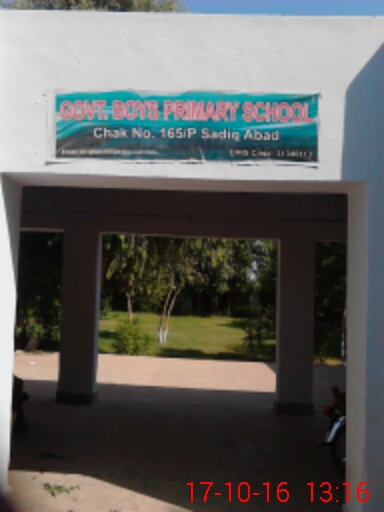 GOVT. BOYS PRIMARY SCHOOL
Chak No. 165/P Sadiq Abad
17-10-16 13:16